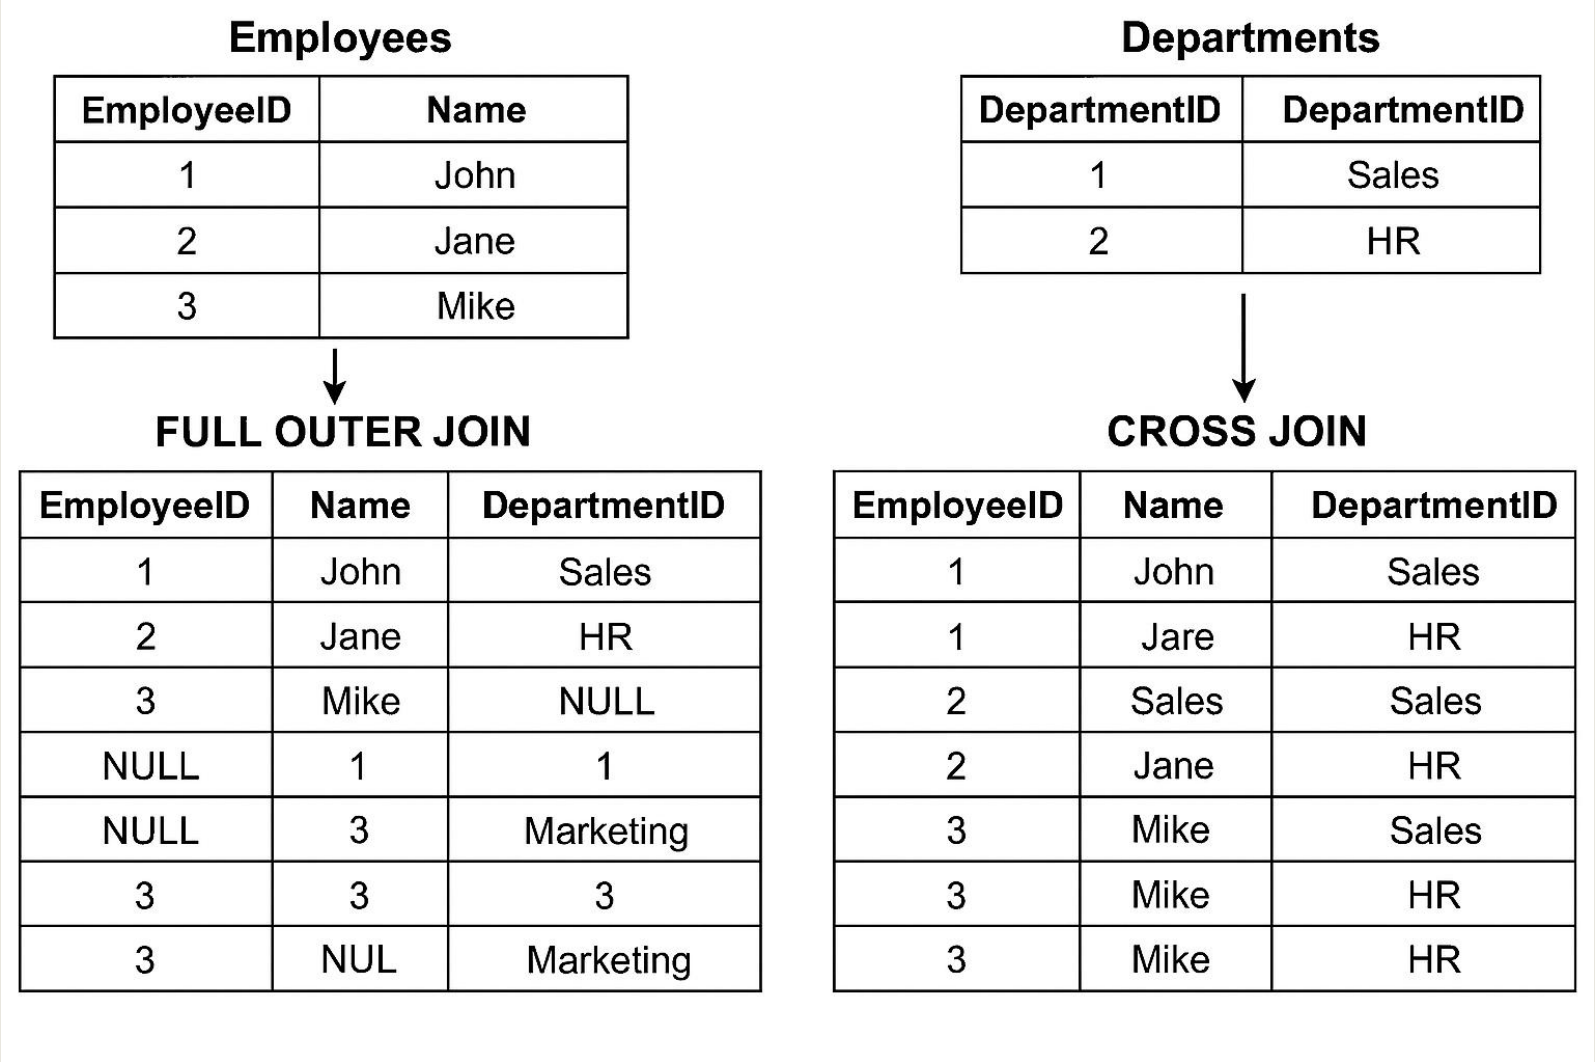 Employees
EmployeeID Name
1 John
2 Jane
3 Mike
Departments
DepartmentID DepartmentID
1 Sales
2 HR
FULL OUTER JOIN
EmployeeID Name DepartmentID
1 John Sales
2 Jane HR
3 Mike NULL
NULL 1 1
NULL 3 Marketing
3 3 3
3 NUL Marketing
CROSS JOIN
EmployeeID Name DepartmentID
1 John Sales
1 Jare HR
2 Sales Sales
2 Jane HR
3 Mike Sales
3 Mike HR
3 Mike HR